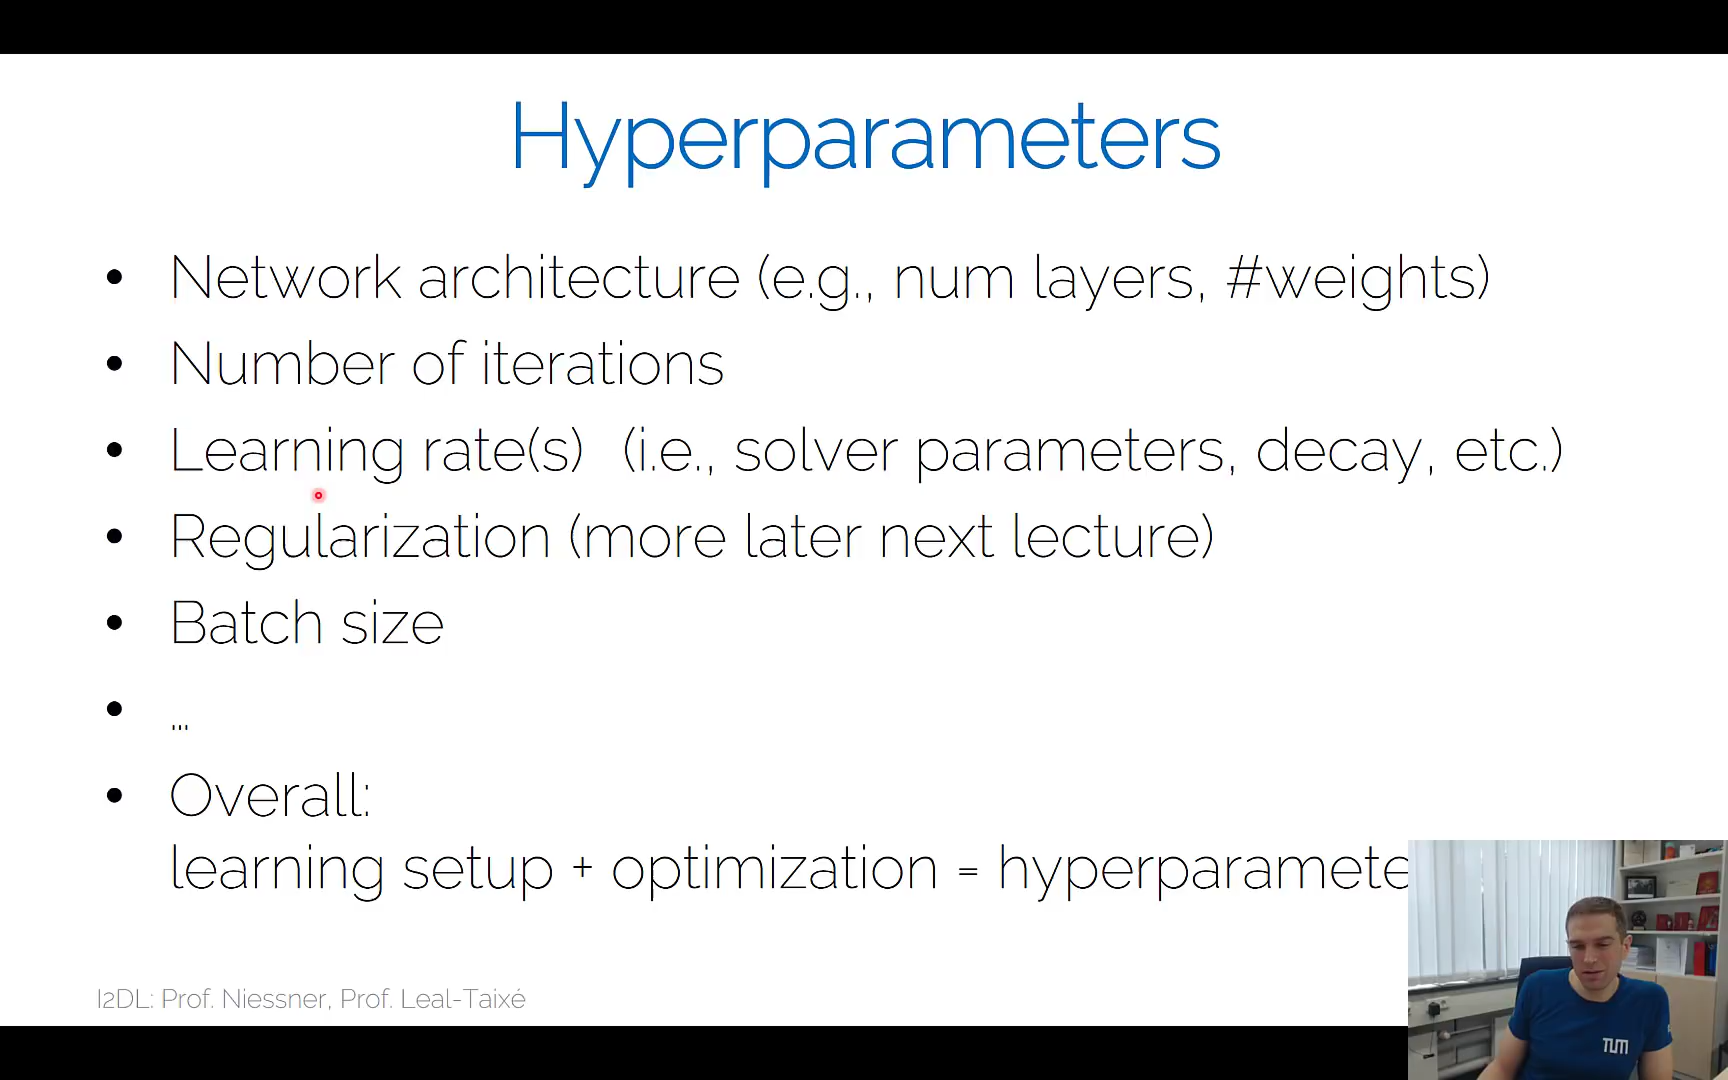 Hyperparameters
• Network architecture (e.g., num layers, #weights)
• Number of iterations
• Learning rate(s) (i.e., solver parameters, decay, etc.)
• Regularization (more later next lecture)
• Batch size
• ...
• Overall:
learning setup + optimization = hyperparamete
I2DL: Prof. Niessner, Prof. Leal-Taixé
TUM